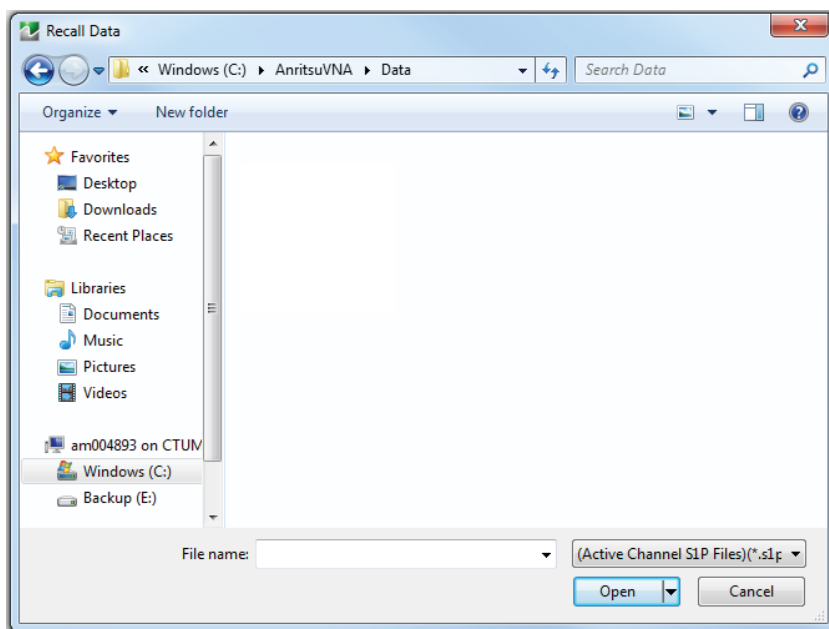 Recall Data
« Windows (C:) ▸ AnritsuVNA ▸ Data
Search Data
Organize
New folder
Favorites
Desktop
Downloads
Recent Places
Libraries
Documents
Music
Pictures
Videos
am004893 on CTUM
Windows (C:)
Backup (E:)
File name:
(Active Channel S1P Files)(*.s1p
Open
Cancel